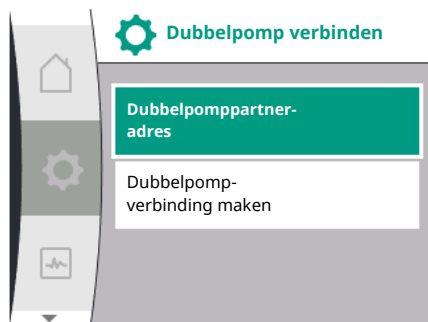 Dubbelpomp verbinden
Dubbelpomppartner-
adres
Dubbelpomp-
verbinding maken